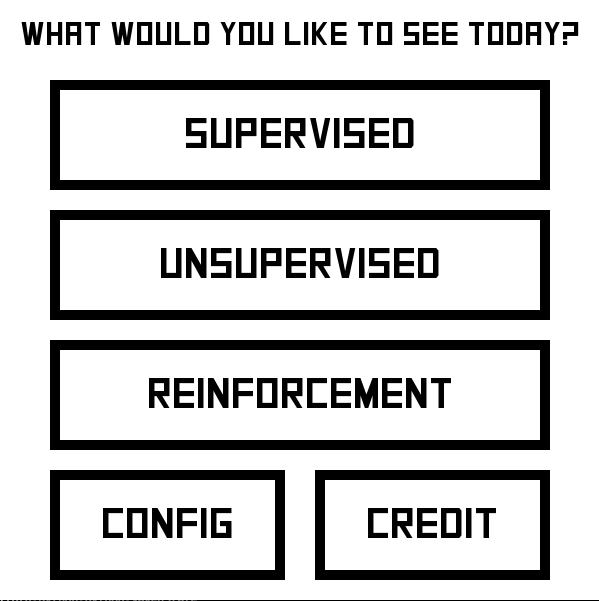 WHAT WOULD YOU LIKE TO SEE TODAY?
SUPERVISED
UNSUPERVISED
REINFORCEMENT
CONFIG CREDIT